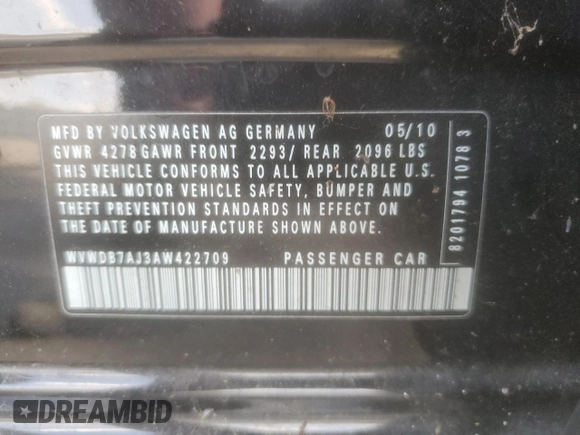 MFD BY VOLKSWAGEN AG GERMANY 05/10
GVWR 4278 GAWR FRONT 2293/ REAR 2096 LBS
THIS VEHICLE CONFORMS TO ALL APPLICABLE U.S.
FEDERAL MOTOR VEHICLE SAFETY, BUMPER AND
THEFT PREVENTION STANDARDS IN EFFECT ON
THE DATE OF MANUFACTURE SHOWN ABOVE.
WVWDB7AJ3AW422709 PASSENGER CAR
8201794 1078 3
DREAMBID